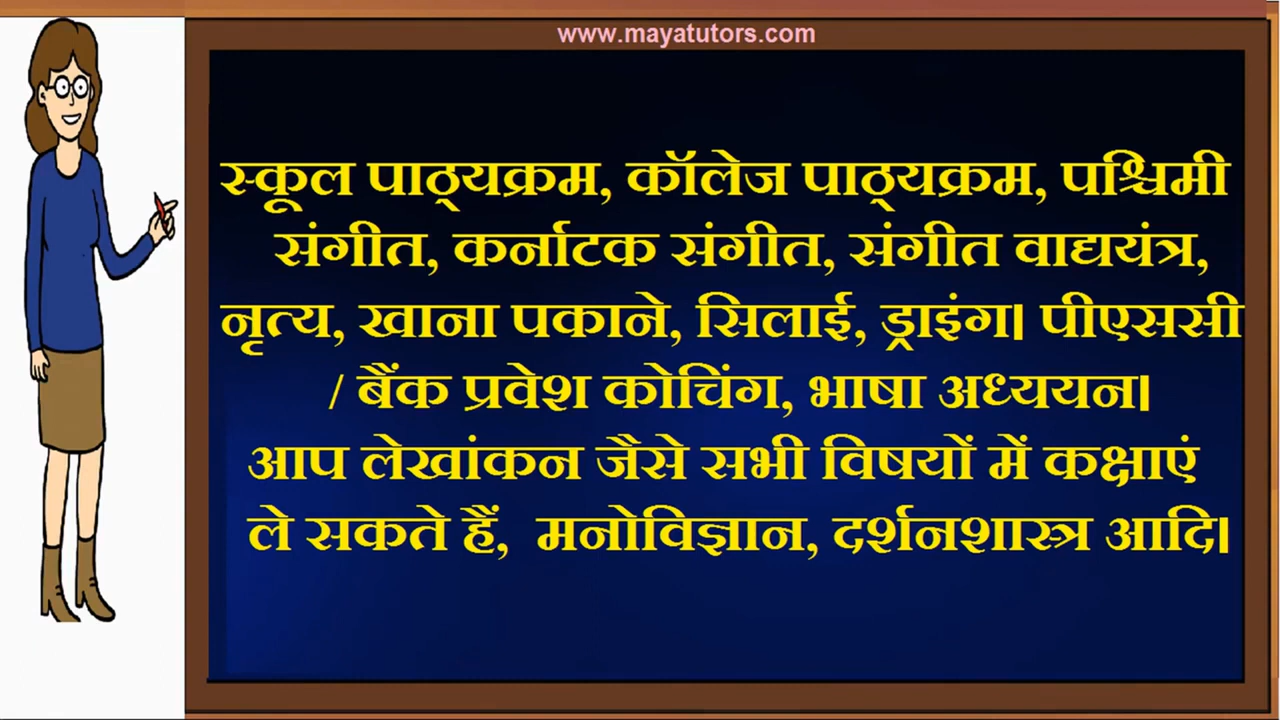 www.mayatutors.com
स्कूल पाठ्यक्रम, कॉलेज पाठ्यक्रम, पश्चिमी
संगीत, कर्नाटक संगीत, संगीत वाद्ययंत्र,
नृत्य, खाना पकाने, सिलाई, ड्राइंग। पीएससी
/ बैंक प्रवेश कोचिंग, भाषा अध्ययन।
आप लेखांकन जैसे सभी विषयों में कक्षाएं
ले सकते हैं, मनोविज्ञान, दर्शनशास्त्र आदि।